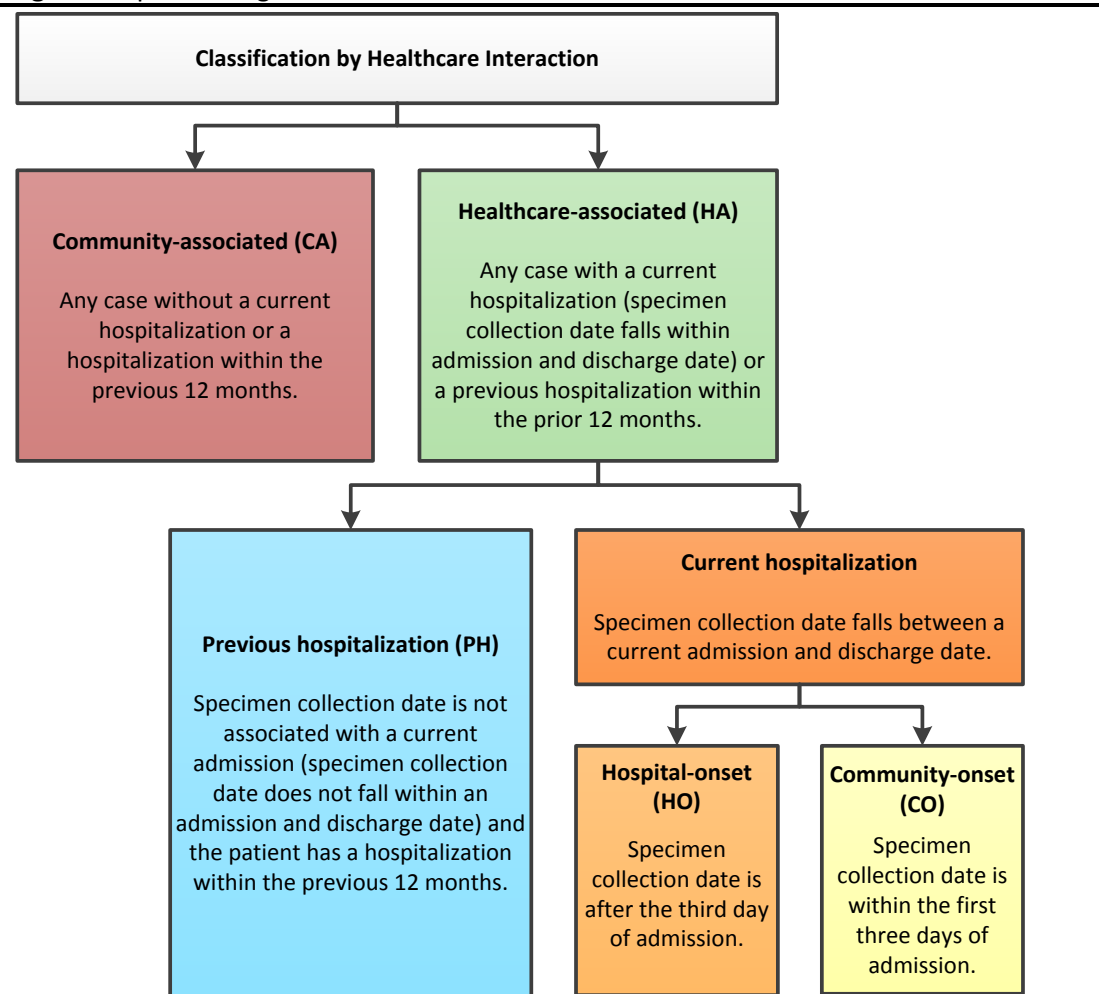 Classification by Healthcare Interaction
Community-associated (CA)
Any case without a current
hospitalization or a
hospitalization within the
previous 12 months.
Healthcare-associated (HA)
Any case with a current
hospitalization (specimen
collection date falls within
admission and discharge date) or
a previous hospitalization within
the prior 12 months.
Previous hospitalization (PH)
Specimen collection date is not
associated with a current
admission (specimen collection
date does not fall within an
admission and discharge date) and
the patient has a hospitalization
within the previous 12 months.
Current hospitalization
Specimen collection date falls between a
current admission and discharge date.
Hospital-onset
(HO)
Specimen
collection date is
after the third day
of admission.
Community-onset
(CO)
Specimen
collection date is
within the first
three days of
admission.